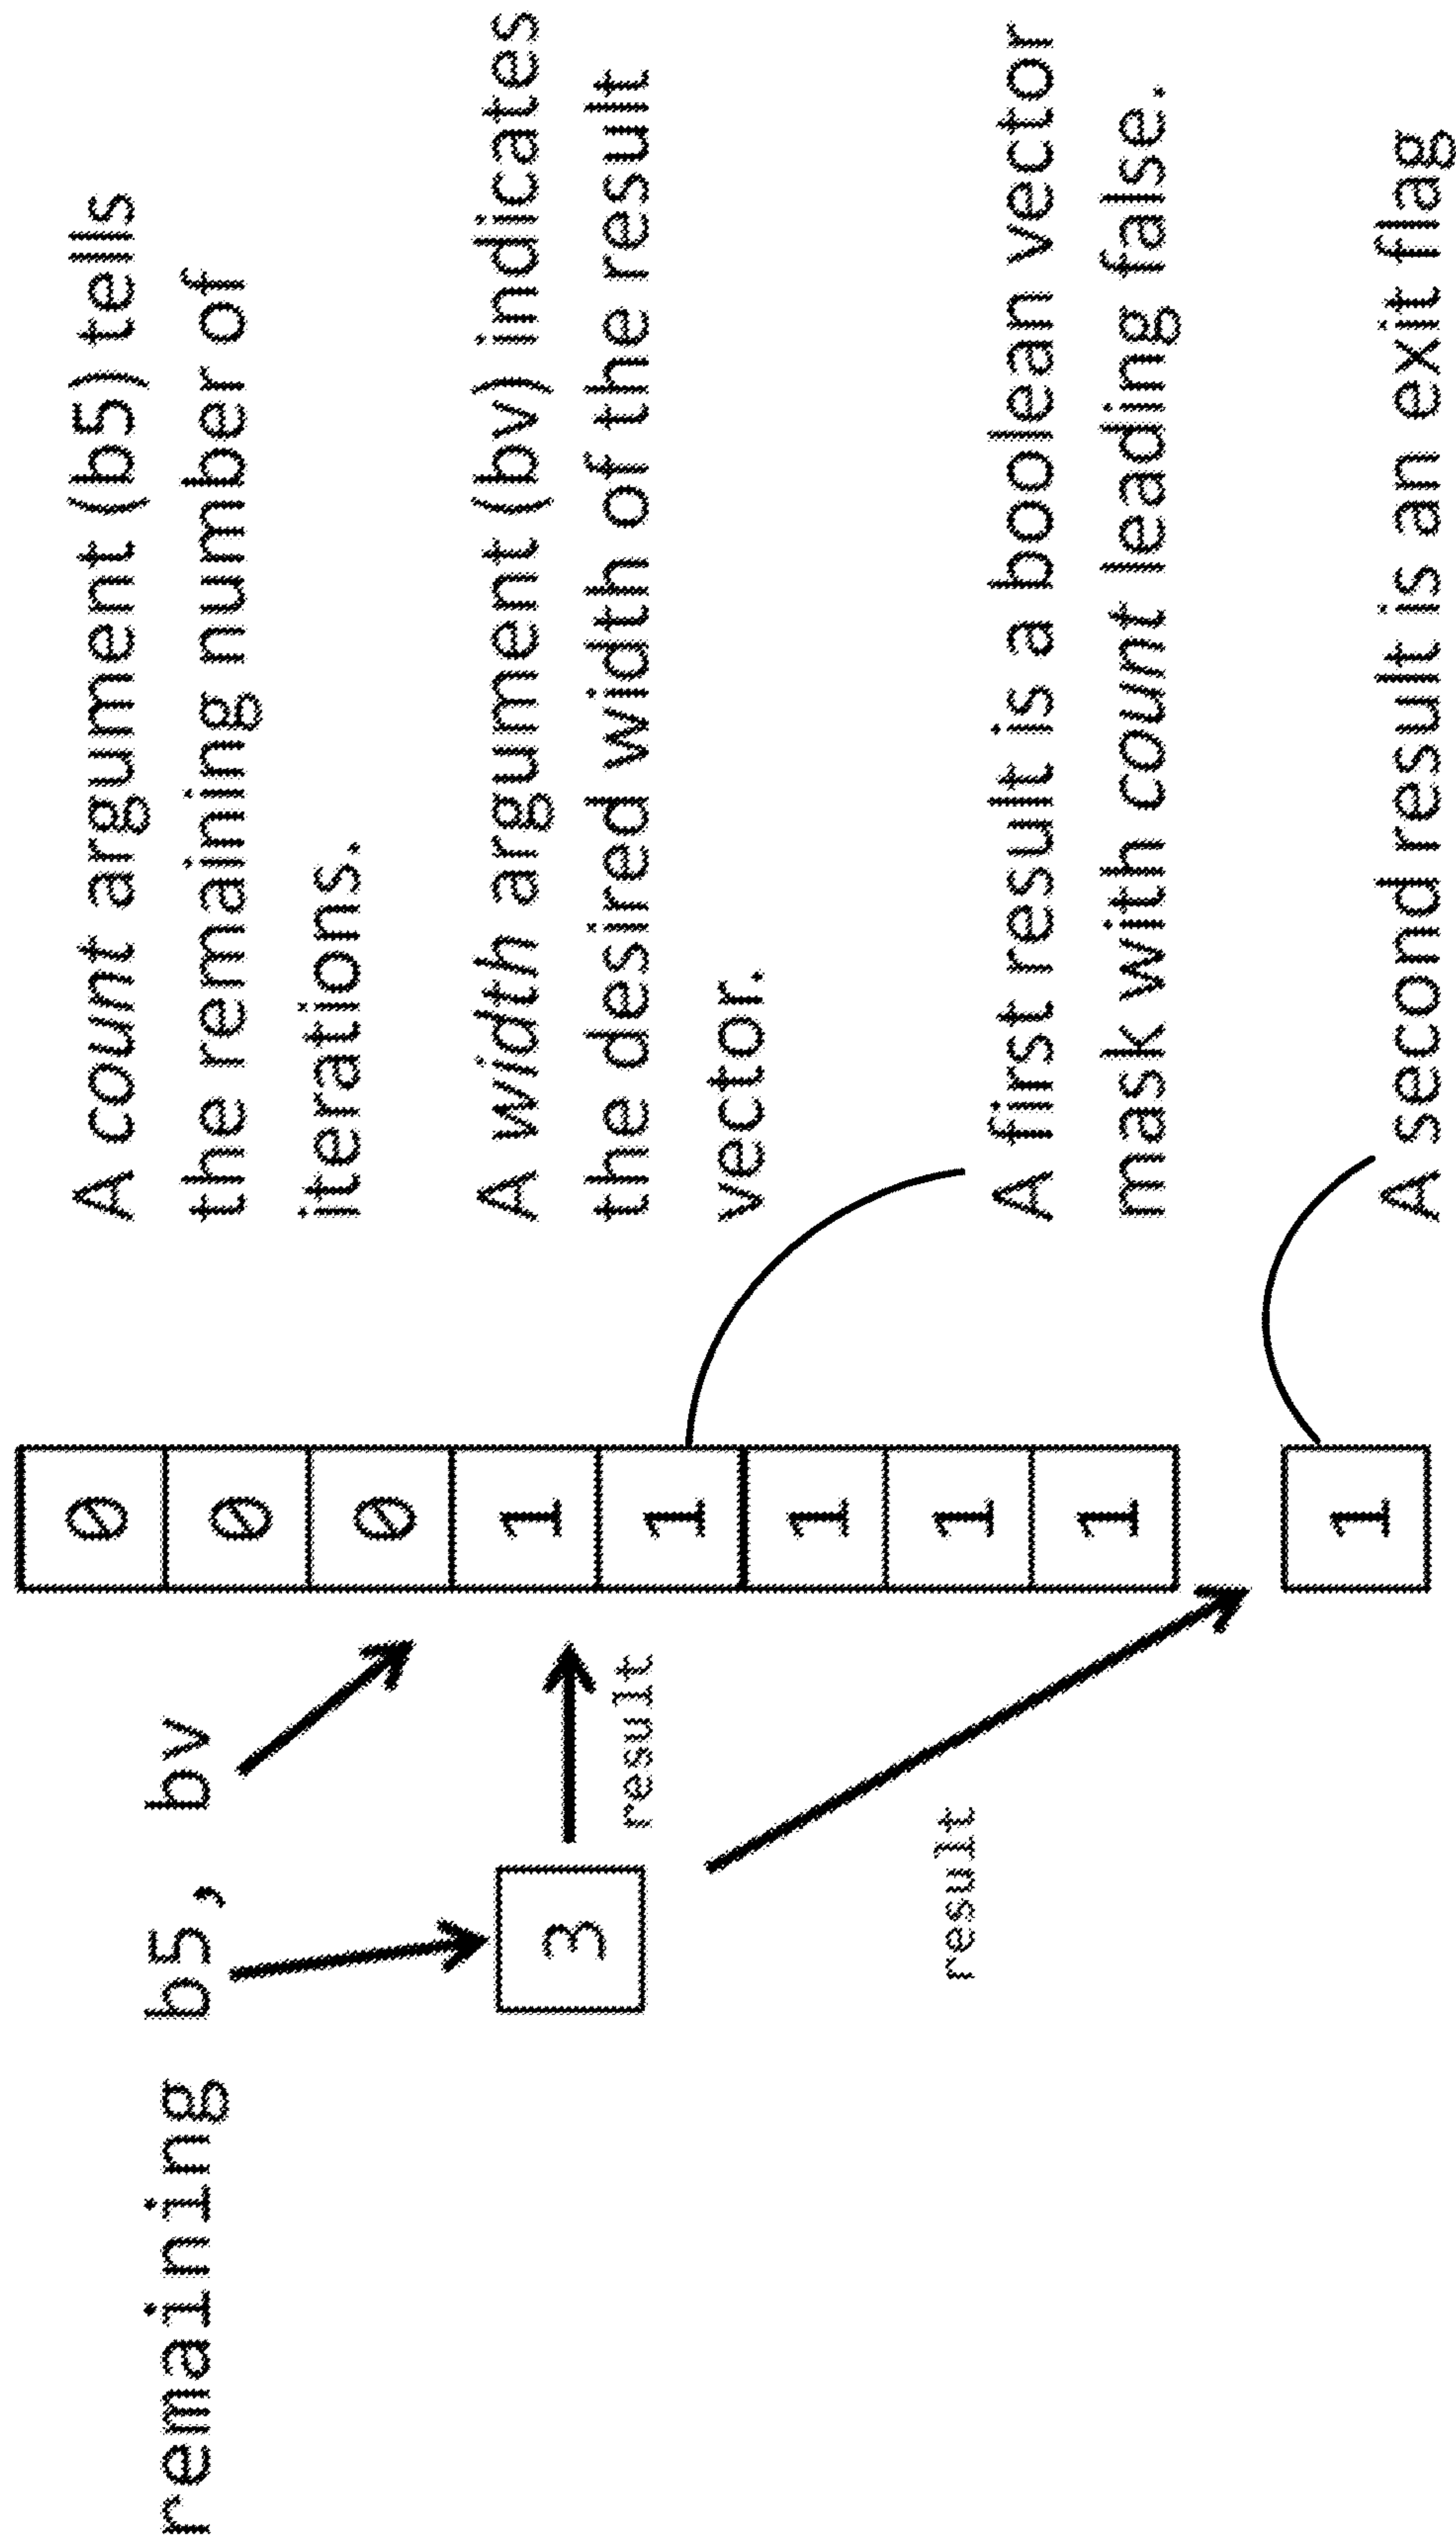 remaining b5, bv
3
result
result
0 0 0 1 1 1 1 1
1
A count argument (b5) tells
the remaining number of
iterations.
A width argument (bv) indicates
the desired width of the result
vector.
A first result is a boolean vector
mask with count leading false.
A second result is an exit flag